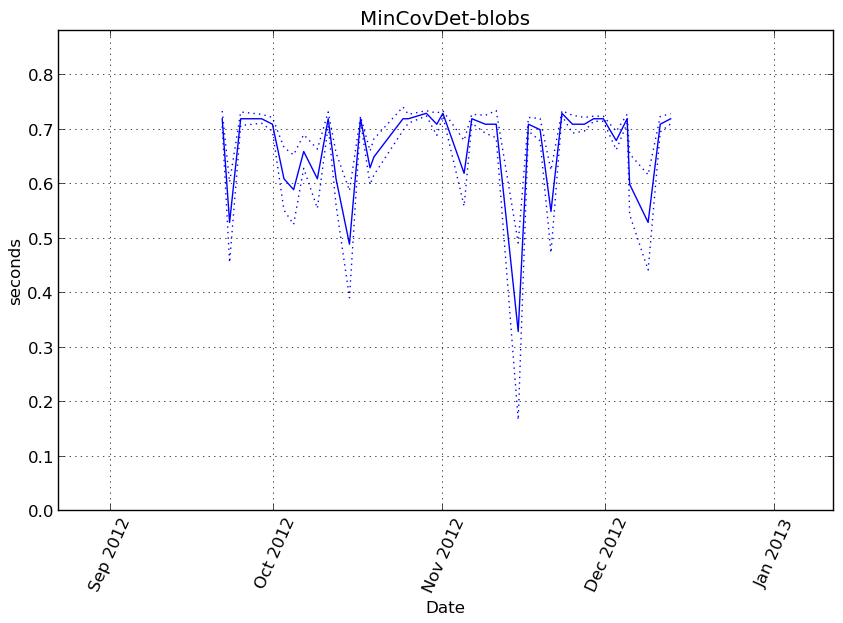 MinCovDet-blobs
0.8
0.7
0.6
0.5
0.4
0.3
0.2
0.1
0.0
seconds
Sep 2012
Oct 2012
Nov 2012
Dec 2012
Jan 2013
Date